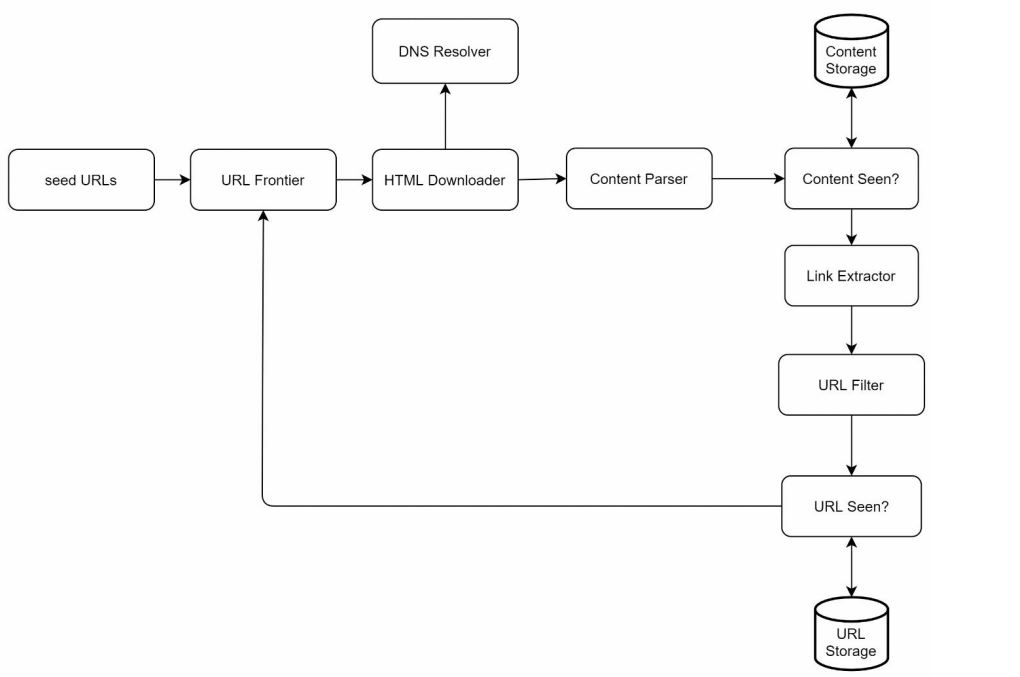 DNS Resolver
Content
Storage
seed URLs
URL Frontier
HTML Downloader
Content Parser
Content Seen?
Link Extractor
URL Filter
URL Seen?
URL
Storage